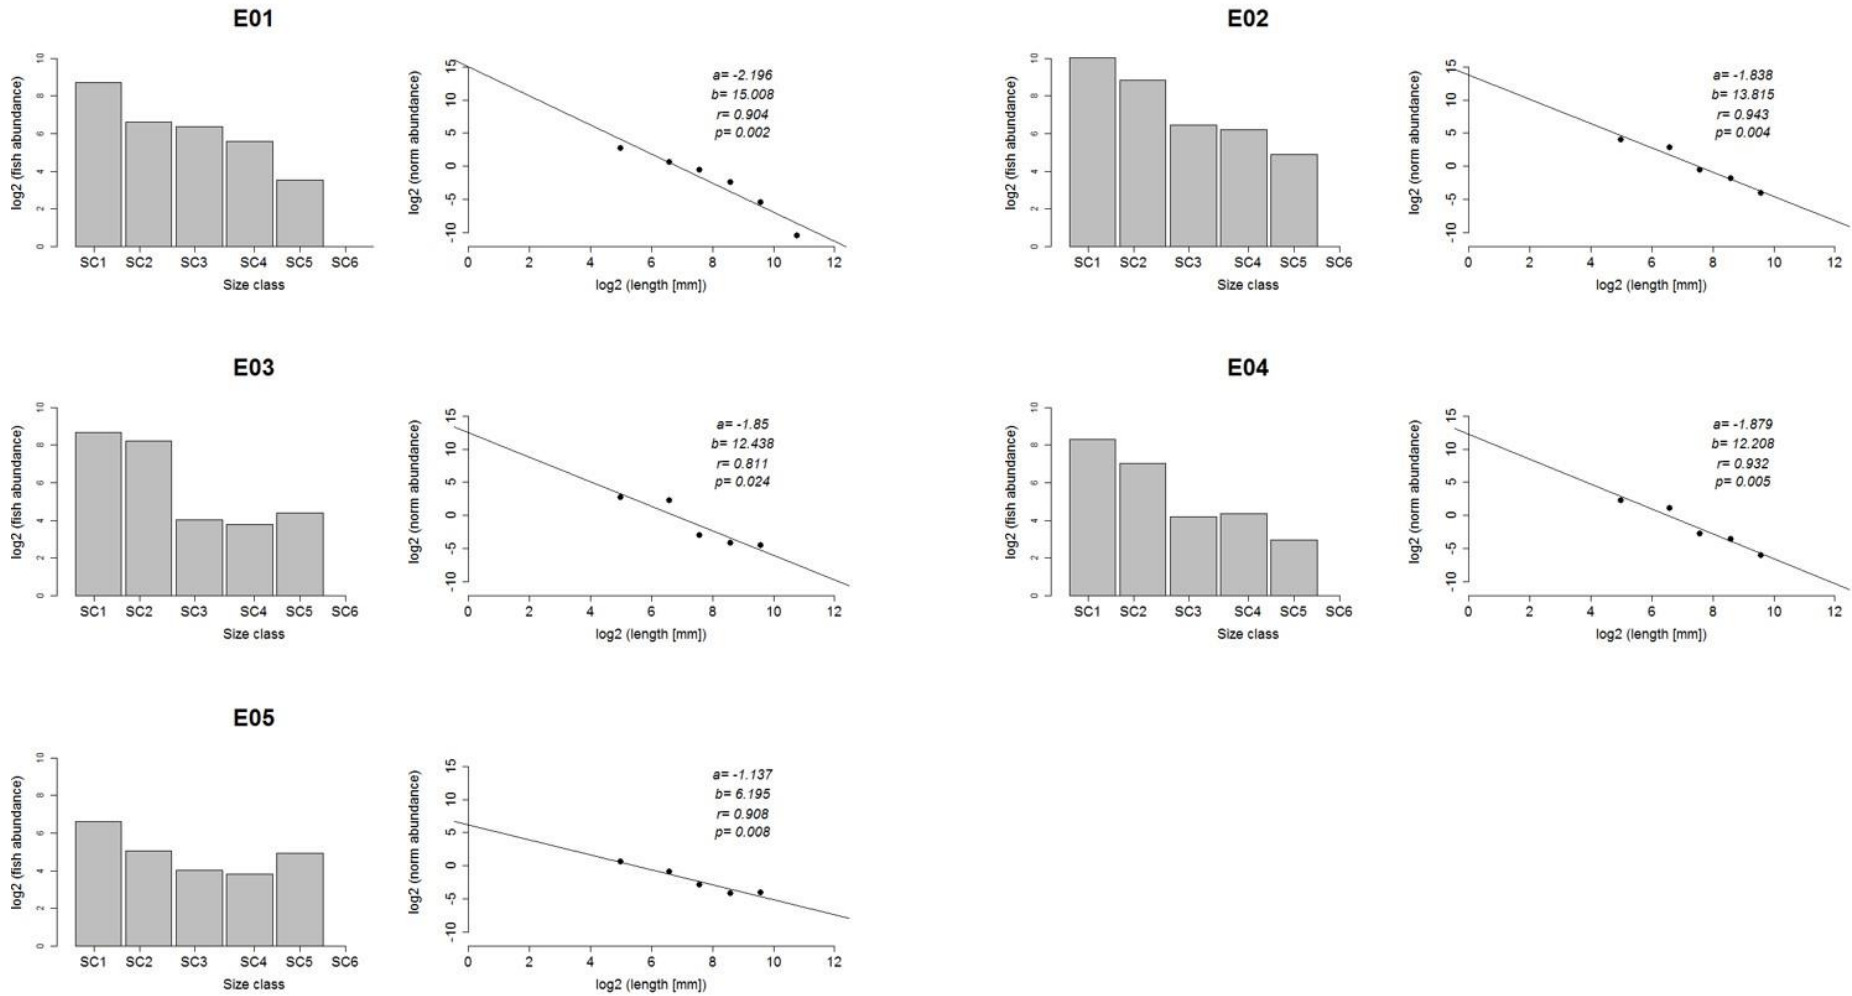 E01
log2 (fish abundance)
0 2 4 6 8 10
SC1 SC2 SC3 SC4 SC5 SC6
Size class
log2 (norm abundance)
-10 -5 0 5 10 15
a= -2.196
b= 15.008
r= 0.904
p= 0.002
0 2 4 6 8 10 12
log2 (length [mm])
E02
log2 (fish abundance)
0 2 4 6 8 10
SC1 SC2 SC3 SC4 SC5 SC6
Size class
log2 (norm abundance)
-10 -5 0 5 10 15
a= -1.838
b= 13.815
r= 0.943
p= 0.004
0 2 4 6 8 10 12
log2 (length [mm])
E03
log2 (fish abundance)
0 2 4 6 8 10
SC1 SC2 SC3 SC4 SC5 SC6
Size class
log2 (norm abundance)
-10 -5 0 5 10 15
a= -1.85
b= 12.438
r= 0.811
p= 0.024
0 2 4 6 8 10 12
log2 (length [mm])
E04
log2 (fish abundance)
0 2 4 6 8 10
SC1 SC2 SC3 SC4 SC5 SC6
Size class
log2 (norm abundance)
-10 -5 0 5 10 15
a= -1.879
b= 12.208
r= 0.932
p= 0.005
0 2 4 6 8 10 12
log2 (length [mm])
E05
log2 (fish abundance)
0 2 4 6 8 10
SC1 SC2 SC3 SC4 SC5 SC6
Size class
log2 (norm abundance)
-10 -5 0 5 10 15
a= -1.137
b= 6.195
r= 0.908
p= 0.008
0 2 4 6 8 10 12
log2 (length [mm])